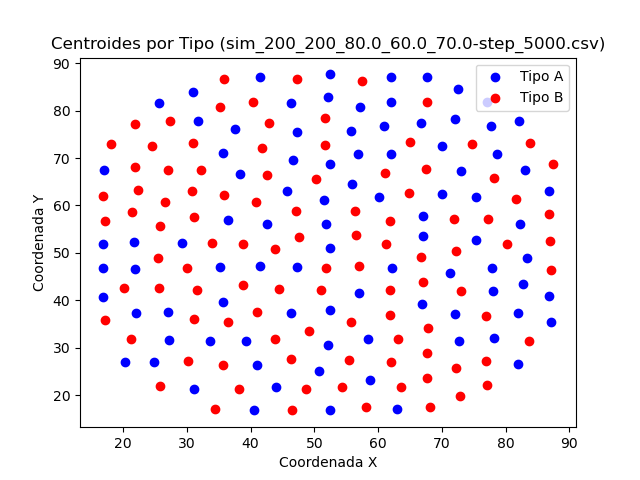 Centroides por Tipo (sim_200_200_80.0_60.0_70.0-step_5000.csv)
Tipo A
Tipo B
90
80
70
60
50
40
30
20
Coordenada Y
20 30 40 50 60 70 80 90
Coordenada X